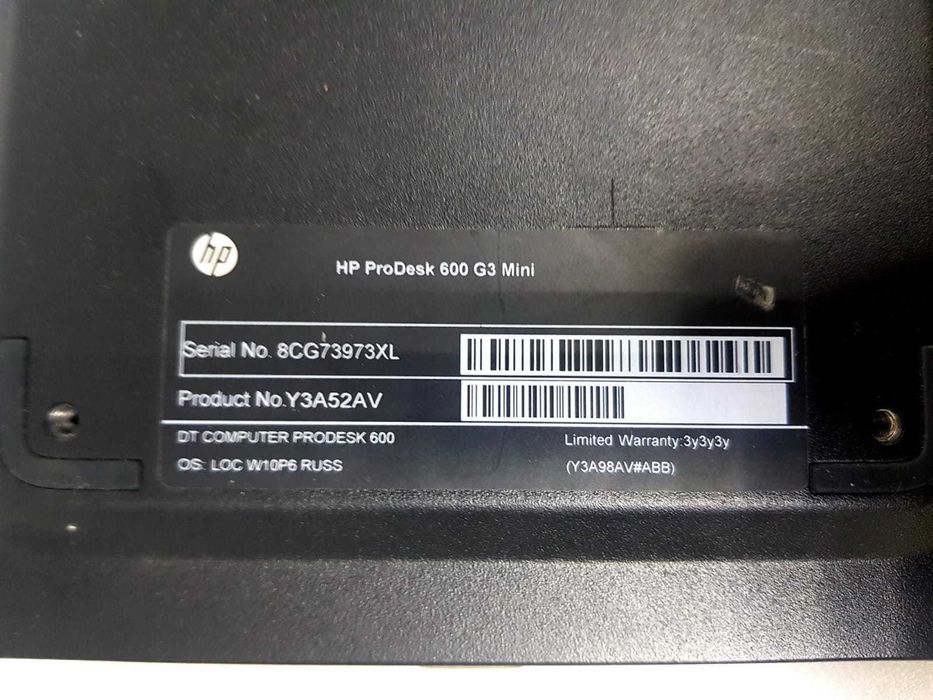 hp
HP ProDesk 600 G3 Mini
Serial No. 8CG73973XL
Product No.Y3A52AV
DT COMPUTER PRODESK 600 Limited Warranty:3y3y3y
OS: LOC W10P6 RUSS (Y3A98AV#ABB)